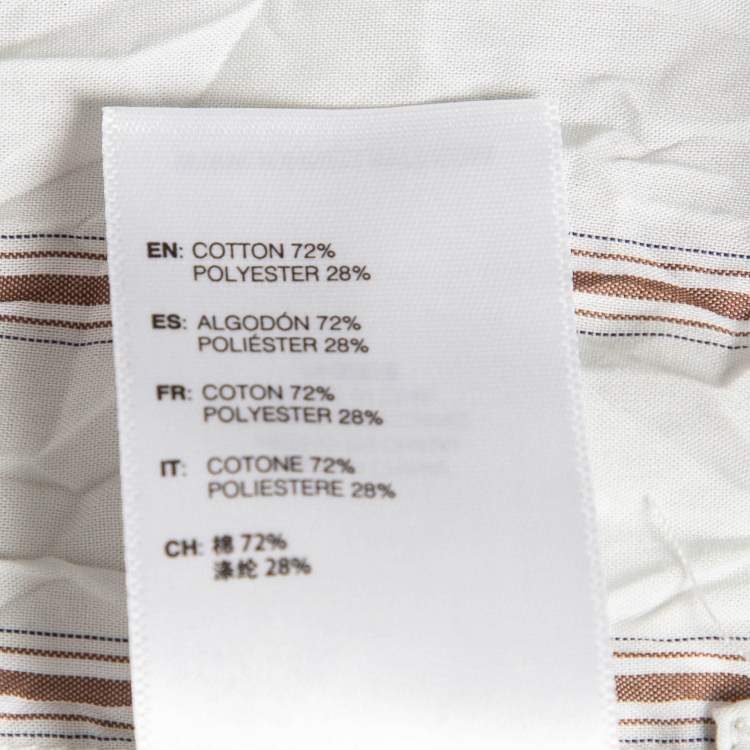 EN: COTTON 72%
POLYESTER 28%
ES: ALGODÓN 72%
POLIÉSTER 28%
FR: COTON 72%
POLYESTER 28%
IT: COTONE 72%
POLIESTERE 28%
CH: 棉 72%
涤纶 28%